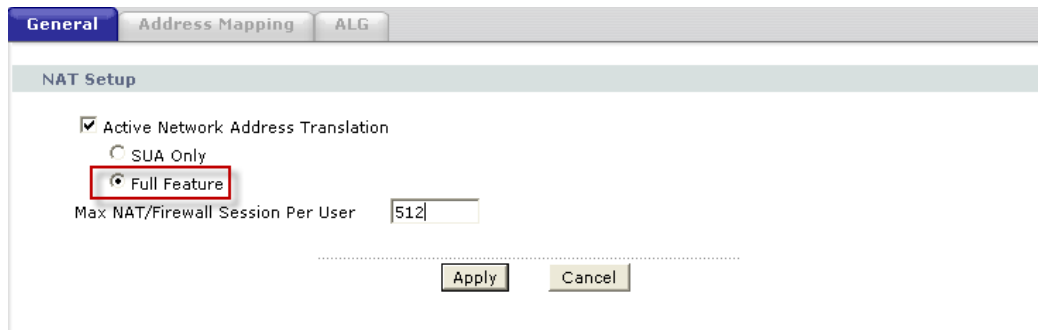 General Address Mapping ALG
NAT Setup
Active Network Address Translation
SUA Only
Full Feature
Max NAT/Firewall Session Per User 512
Apply Cancel